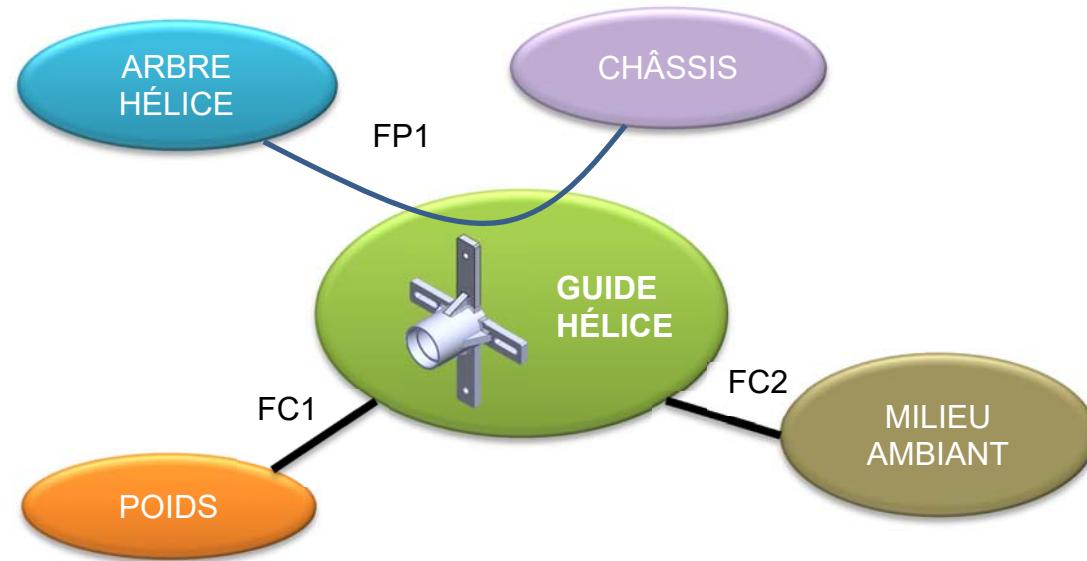 ARBRE
HÉLICE
CHÂSSIS
FP1
GUIDE
HÉLICE
FC1
FC2
MILIEU
AMBIANT
POIDS